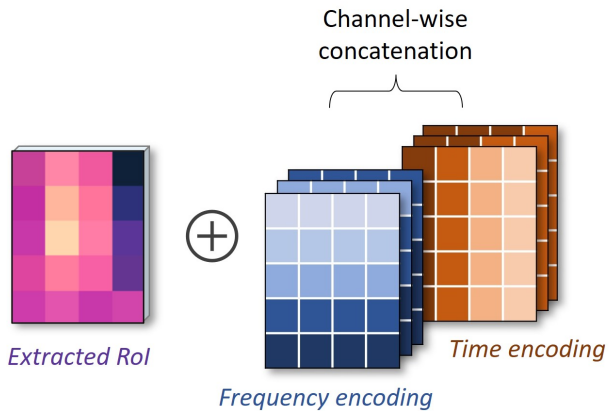 Channel-wise
concatenation
Extracted RoI
Time encoding
Frequency encoding